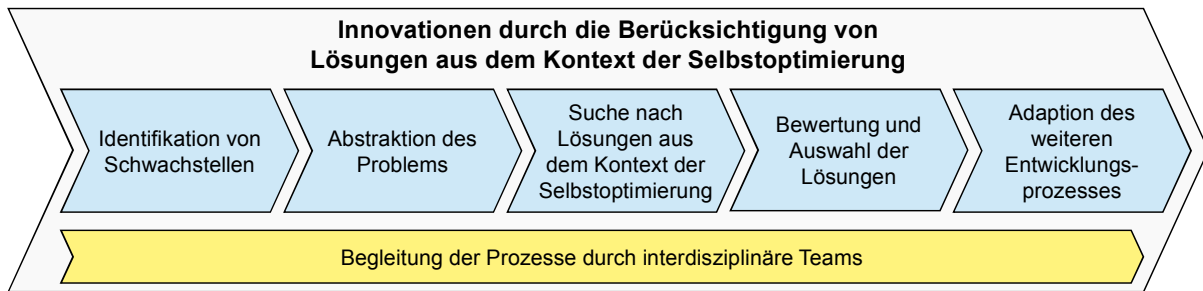 Innovationen durch die Berücksichtigung von
Lösungen aus dem Kontext der Selbstoptimierung
Identifikation von
Schwachstellen
Abstraktion des
Problems
Suche nach
Lösungen aus
dem Kontext der
Selbstoptimierung
Bewertung und
Auswahl der
Lösungen
Adaption des
weiteren
Entwicklungs-
prozesses
Begleitung der Prozesse durch interdisziplinäre Teams